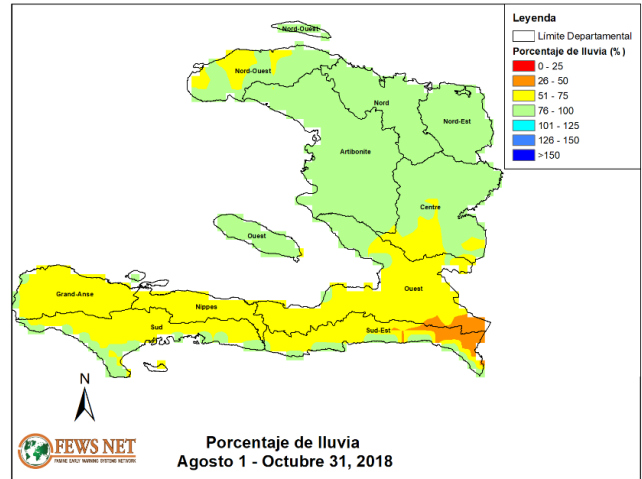 Nord-Ouest
Nord-Ouest
Nord
Nord-Est
Artibonite
Centre
Ouest
Ouest
Grand-Anse
Nippes
Sud
Sud-Est
Leyenda
Límite Departamental
Porcentaje de lluvia (%)
0 - 25
26 - 50
51 - 75
76 - 100
101 - 125
126 - 150
>150
N
FEWS NET
FAMINE EARLY WARNING SYSTEMS NETWORK
Porcentaje de lluvia
Agosto 1 - Octubre 31, 2018